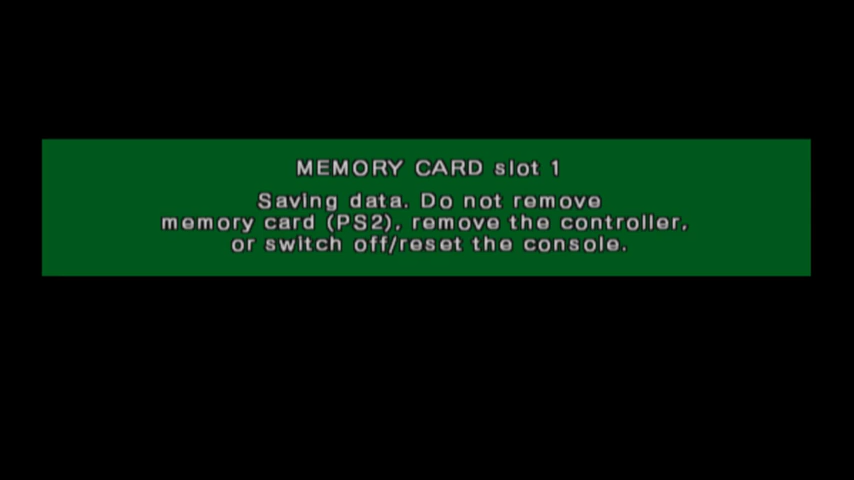 MEMORY CARD slot 1
Saving data. Do not remove
memory card (PS2), remove the controller,
or switch off/reset the console.